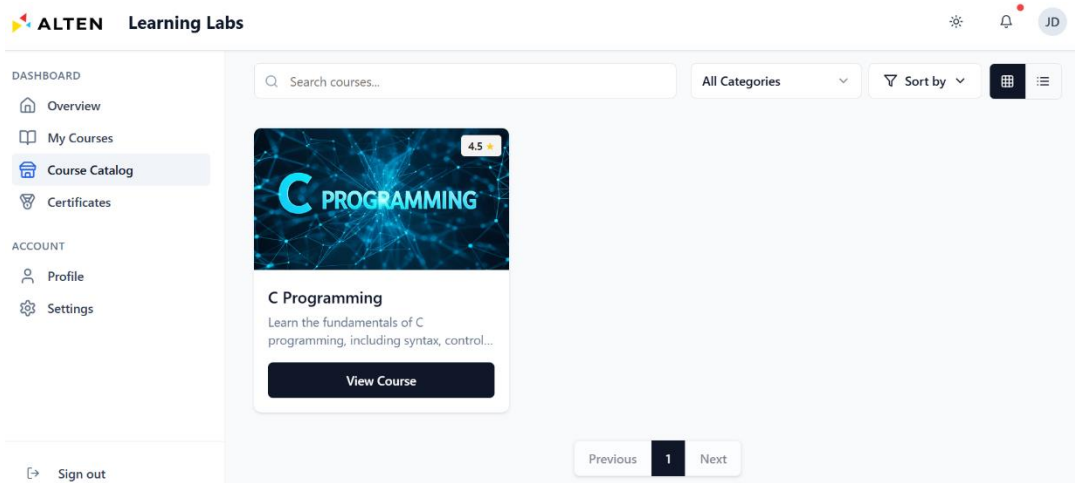 ALTEN Learning Labs
JD
DASHBOARD
Overview
My Courses
Course Catalog
Certificates
ACCOUNT
Profile
Settings
Sign out
Search courses...
All Categories
Sort by
4.5
C PROGRAMMING
C Programming
Learn the fundamentals of C
programming, including syntax, control...
View Course
Previous 1 Next